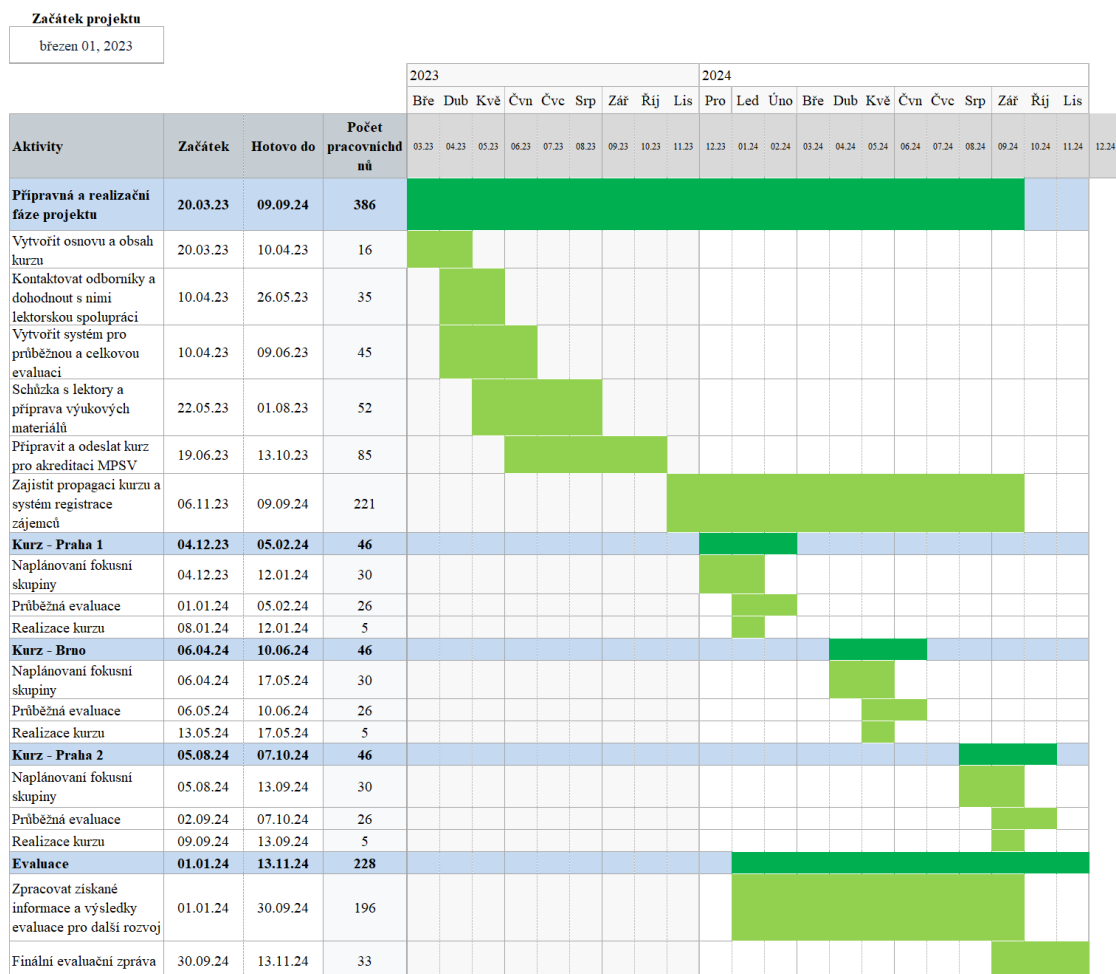 Začátek projektu
březen 01, 2023
2023 2024
Bře Dub Kvě Čvn Čvc Srp Zář Říj Lis Pro Led Úno Bře Dub Kvě Čvn Čvc Srp Zář Říj Lis
Aktivity Začátek Hotovo do Počet
pracovníchd
nů
03.23 04.23 05.23 06.23 07.23 08.23 09.23 10.23 11.23 12.23 01.24 02.24 03.24 04.24 05.24 06.24 07.24 08.24 09.24 10.24 11.24 12.24
Přípravná a realizační
fáze projektu 20.03.23 09.09.24 386
Vytvořit osnovu a obsah
kurzu 20.03.23 10.04.23 16
Kontaktovat odborníky a
dohodnout s nimi 10.04.23 26.05.23 35
lektorskou spolupráci
Vytvořit systém pro
průběžnou a celkovou 10.04.23 09.06.23 45
evaluaci
Schůzka s lektory a
příprava výukových 22.05.23 01.08.23 52
materiálů
Připravit a odeslat kurz
pro akreditaci MPSV 19.06.23 13.10.23 85
Zajistit propagaci kurzu a
systém registrace 06.11.23 09.09.24 221
zájemců
Kurz - Praha 1 04.12.23 05.02.24 46
Naplánovaní fokusní
skupiny 04.12.23 12.01.24 30
Průběžná evaluace 01.01.24 05.02.24 26
Realizace kurzu 08.01.24 12.01.24 5
Kurz - Brno 06.04.24 10.06.24 46
Naplánovaní fokusní
skupiny 06.04.24 17.05.24 30
Průběžná evaluace 06.05.24 10.06.24 26
Realizace kurzu 13.05.24 17.05.24 5
Kurz - Praha 2 05.08.24 07.10.24 46
Naplánovaní fokusní
skupiny 05.08.24 13.09.24 30
Průběžná evaluace 02.09.24 07.10.24 26
Realizace kurzu 09.09.24 13.09.24 5
Evaluace 01.01.24 13.11.24 228
Zpracovat získané
informace a výsledky 01.01.24 30.09.24 196
evaluace pro další rozvoj
Finální evaluační zpráva 30.09.24 13.11.24 33